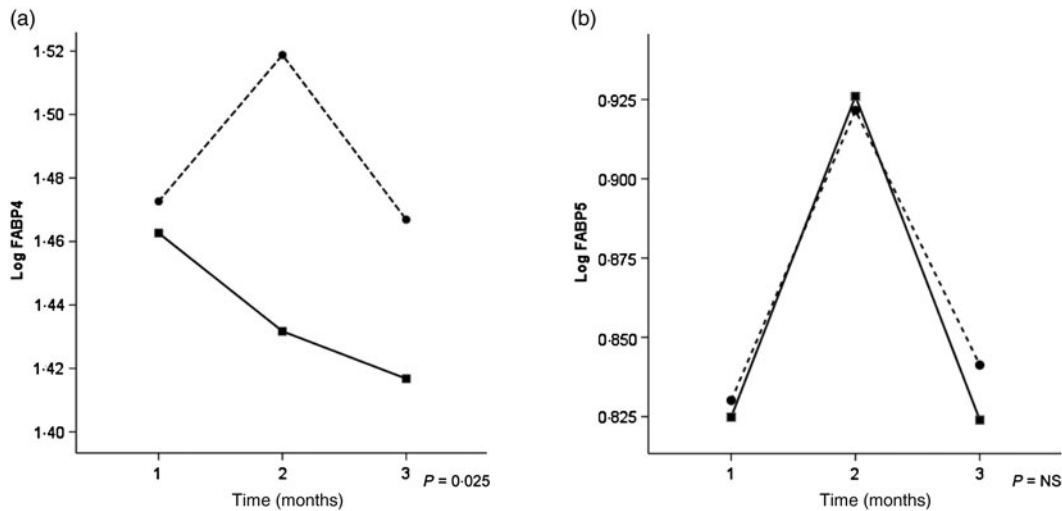 (a)
1·52
1·50
1·48
1·46
1·44
1·42
1·40
Log FABP4
1 2 3
P = 0·025
Time (months)
(b)
0·925
0·900
0·875
0·850
0·825
Log FABP5
1 2 3
P = NS
Time (months)